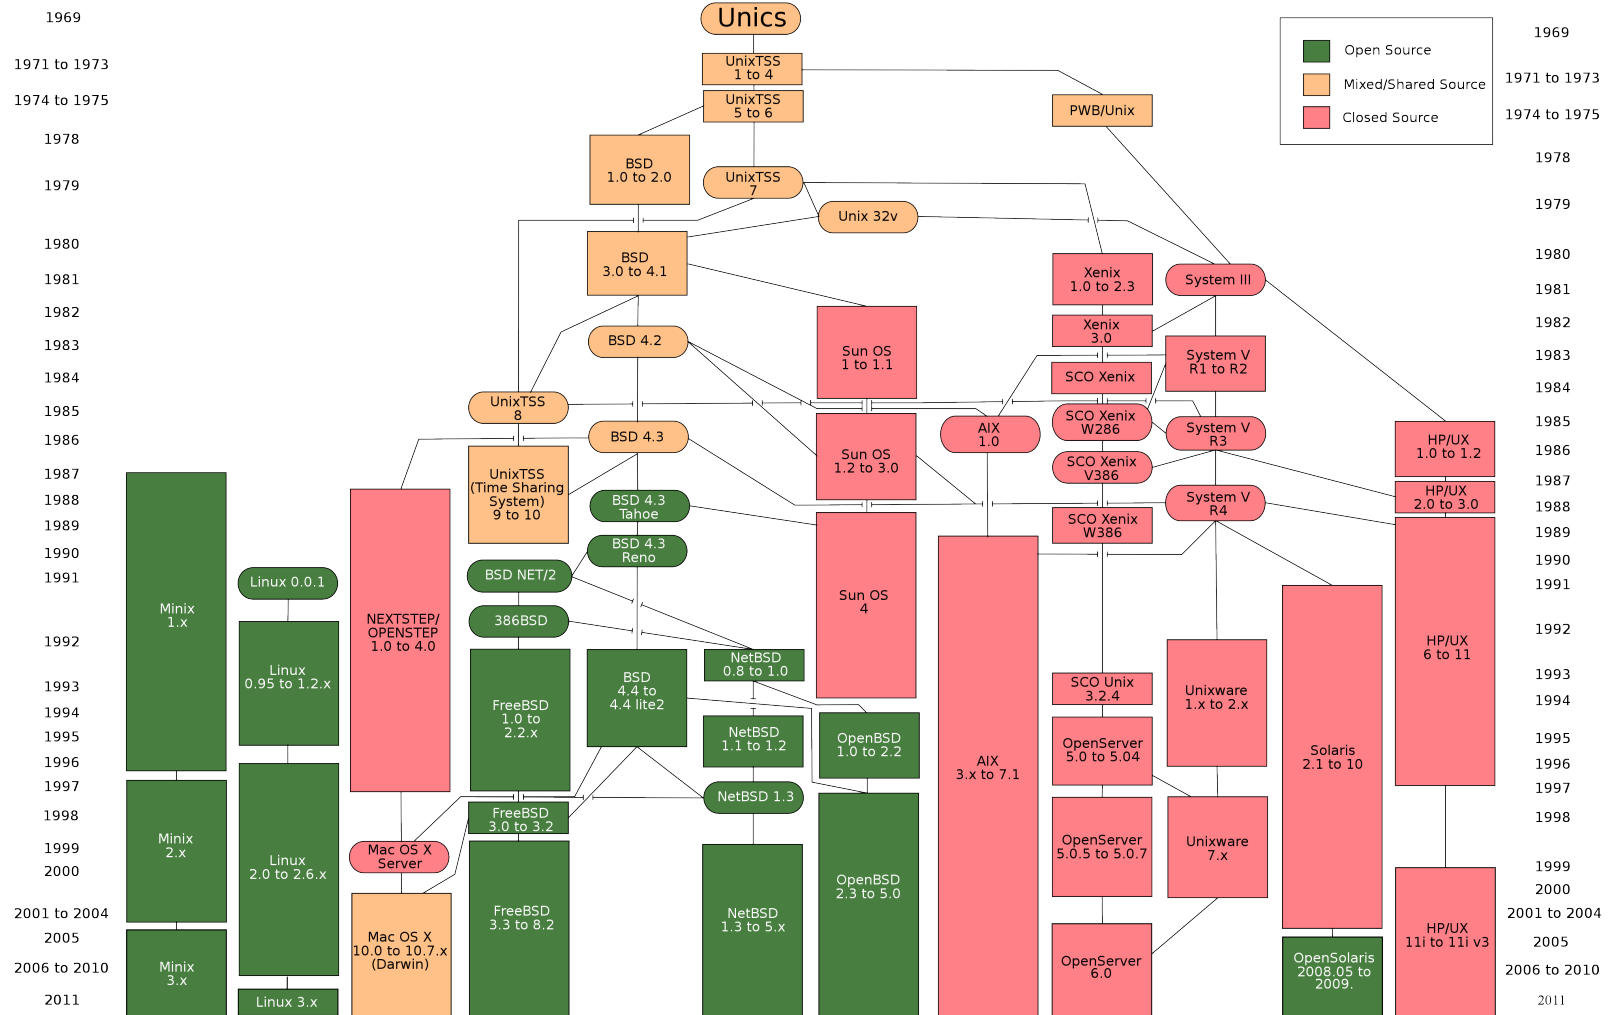 Unics
1969
1971 to 1973
1974 to 1975
1978
1979
1980
1981
1982
1983
1984
1985
1986
1987
1988
1989
1990
1991
1992
1993
1994
1995
1996
1997
1998
1999
2000
2001 to 2004
2005
2006 to 2010
2011
Minix
1.x
Minix
2.x
Minix
3.x
Linux 0.0.1
Linux
0.95 to 1.2.x
Linux
2.0 to 2.6.x
Linux 3.x
NEXTSTEP/
OPENSTEP
1.0 to 4.0
Mac OS X
Server
Mac OS X
10.0 to 10.7.x
(Darwin)
UnixTSS
8
UnixTSS
(Time Sharing
System)
9 to 10
BSD NET/2
386BSD
FreeBSD
1.0 to
2.2.x
FreeBSD
3.0 to 3.2
FreeBSD
3.3 to 8.2
BSD
1.0 to 2.0
BSD
3.0 to 4.1
BSD 4.2
BSD 4.3
BSD 4.3
Tahoe
BSD 4.3
Reno
BSD
4.4 to
4.4 lite2
UnixTSS
1 to 4
UnixTSS
5 to 6
UnixTSS
7
Unix 32v
NetBSD
0.8 to 1.0
NetBSD
1.1 to 1.2
NetBSD 1.3
NetBSD
1.3 to 5.x
Sun OS
1 to 1.1
Sun OS
1.2 to 3.0
Sun OS
4
OpenBSD
1.0 to 2.2
OpenBSD
2.3 to 5.0
AIX
1.0
AIX
3.x to 7.1
PWB/Unix
Xenix
1.0 to 2.3
Xenix
3.0
SCO Xenix
SCO Xenix
W286
SCO Xenix
V386
SCO Xenix
W386
SCO Unix
3.2.4
OpenServer
5.0 to 5.04
OpenServer
5.0.5 to 5.0.7
OpenServer
6.0
System III
System V
R1 to R2
System V
R3
System V
R4
Unixware
1.x to 2.x
Unixware
7.x
Solaris
2.1 to 10
OpenSolaris
2008.05 to
2009.
HP/UX
1.0 to 1.2
HP/UX
2.0 to 3.0
HP/UX
6 to 11
HP/UX
11i to 11i v3
Open Source
Mixed/Shared Source
Closed Source
1969
1971 to 1973
1974 to 1975
1978
1979
1980
1981
1982
1983
1984
1985
1986
1987
1988
1989
1990
1991
1992
1993
1994
1995
1996
1997
1998
1999
2000
2001 to 2004
2005
2006 to 2010
2011